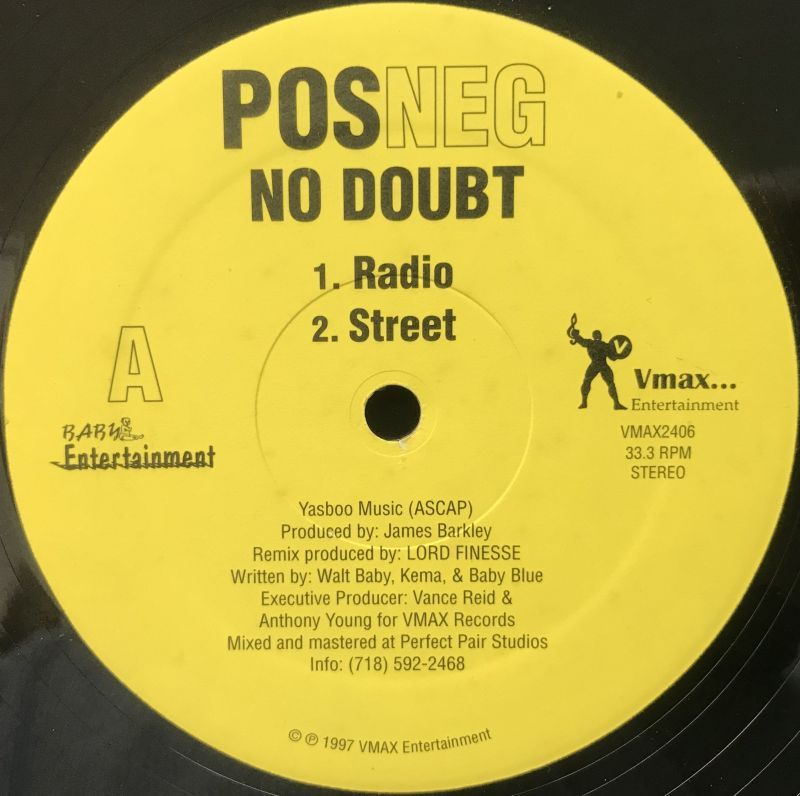 POSNEG
NO DOUBT
1. Radio
2. Street
A
BABY
Entertainment
V
Vmax...
Entertainment
VMAX2406
33.3 RPM
STEREO
Yasboo Music (ASCAP)
Produced by: James Barkley
Remix produced by: LORD FINESSE
Written by: Walt Baby, Kema, & Baby Blue
Executive Producer: Vance Reid &
Anthony Young for VMAX Records
Mixed and mastered at Perfect Pair Studios
Info: (718) 592-2468
© ℗ 1997 VMAX Entertainment